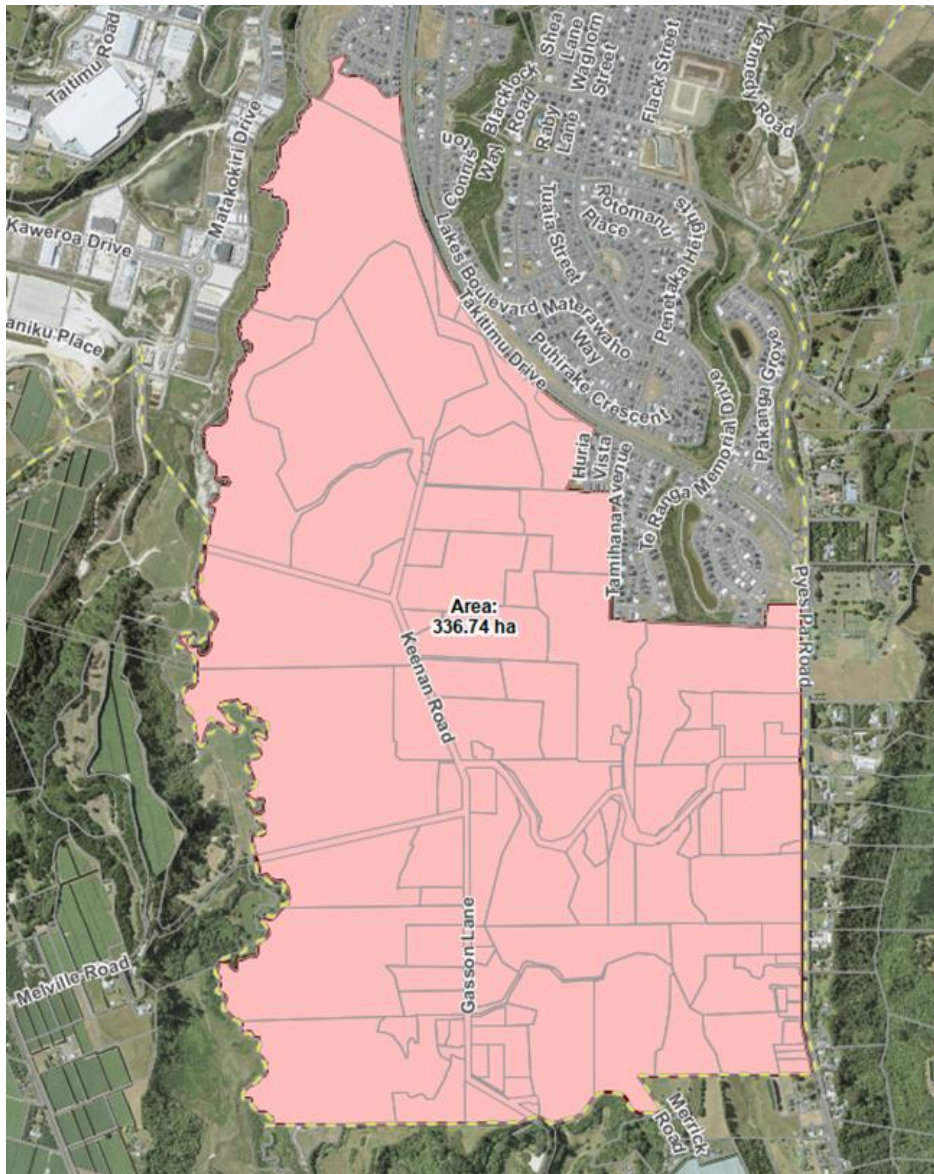 Taitimu Road
Matakokiri Drive
Kaweroa Drive
aniku Place
Connis
ton
Way
Blacklock
Road
Shea
Lane
Waghorn
Street
Raby
Lane
Flack Street
Kennedy Road
Lakes Boulevard
Takitimu Drive
Tunata Street
Rotomanu
Place
Penetaka Heights
Materawaho
Way
Puhirake Crescent
Huria
Vista
Tamihana Avenue
Te Ranga Memorial Drive
Pakanga Grove
Pyes Pa Road
Area:
336.74 ha
Keenan Road
Gasson Lane
Melville Road
Merrick
Road